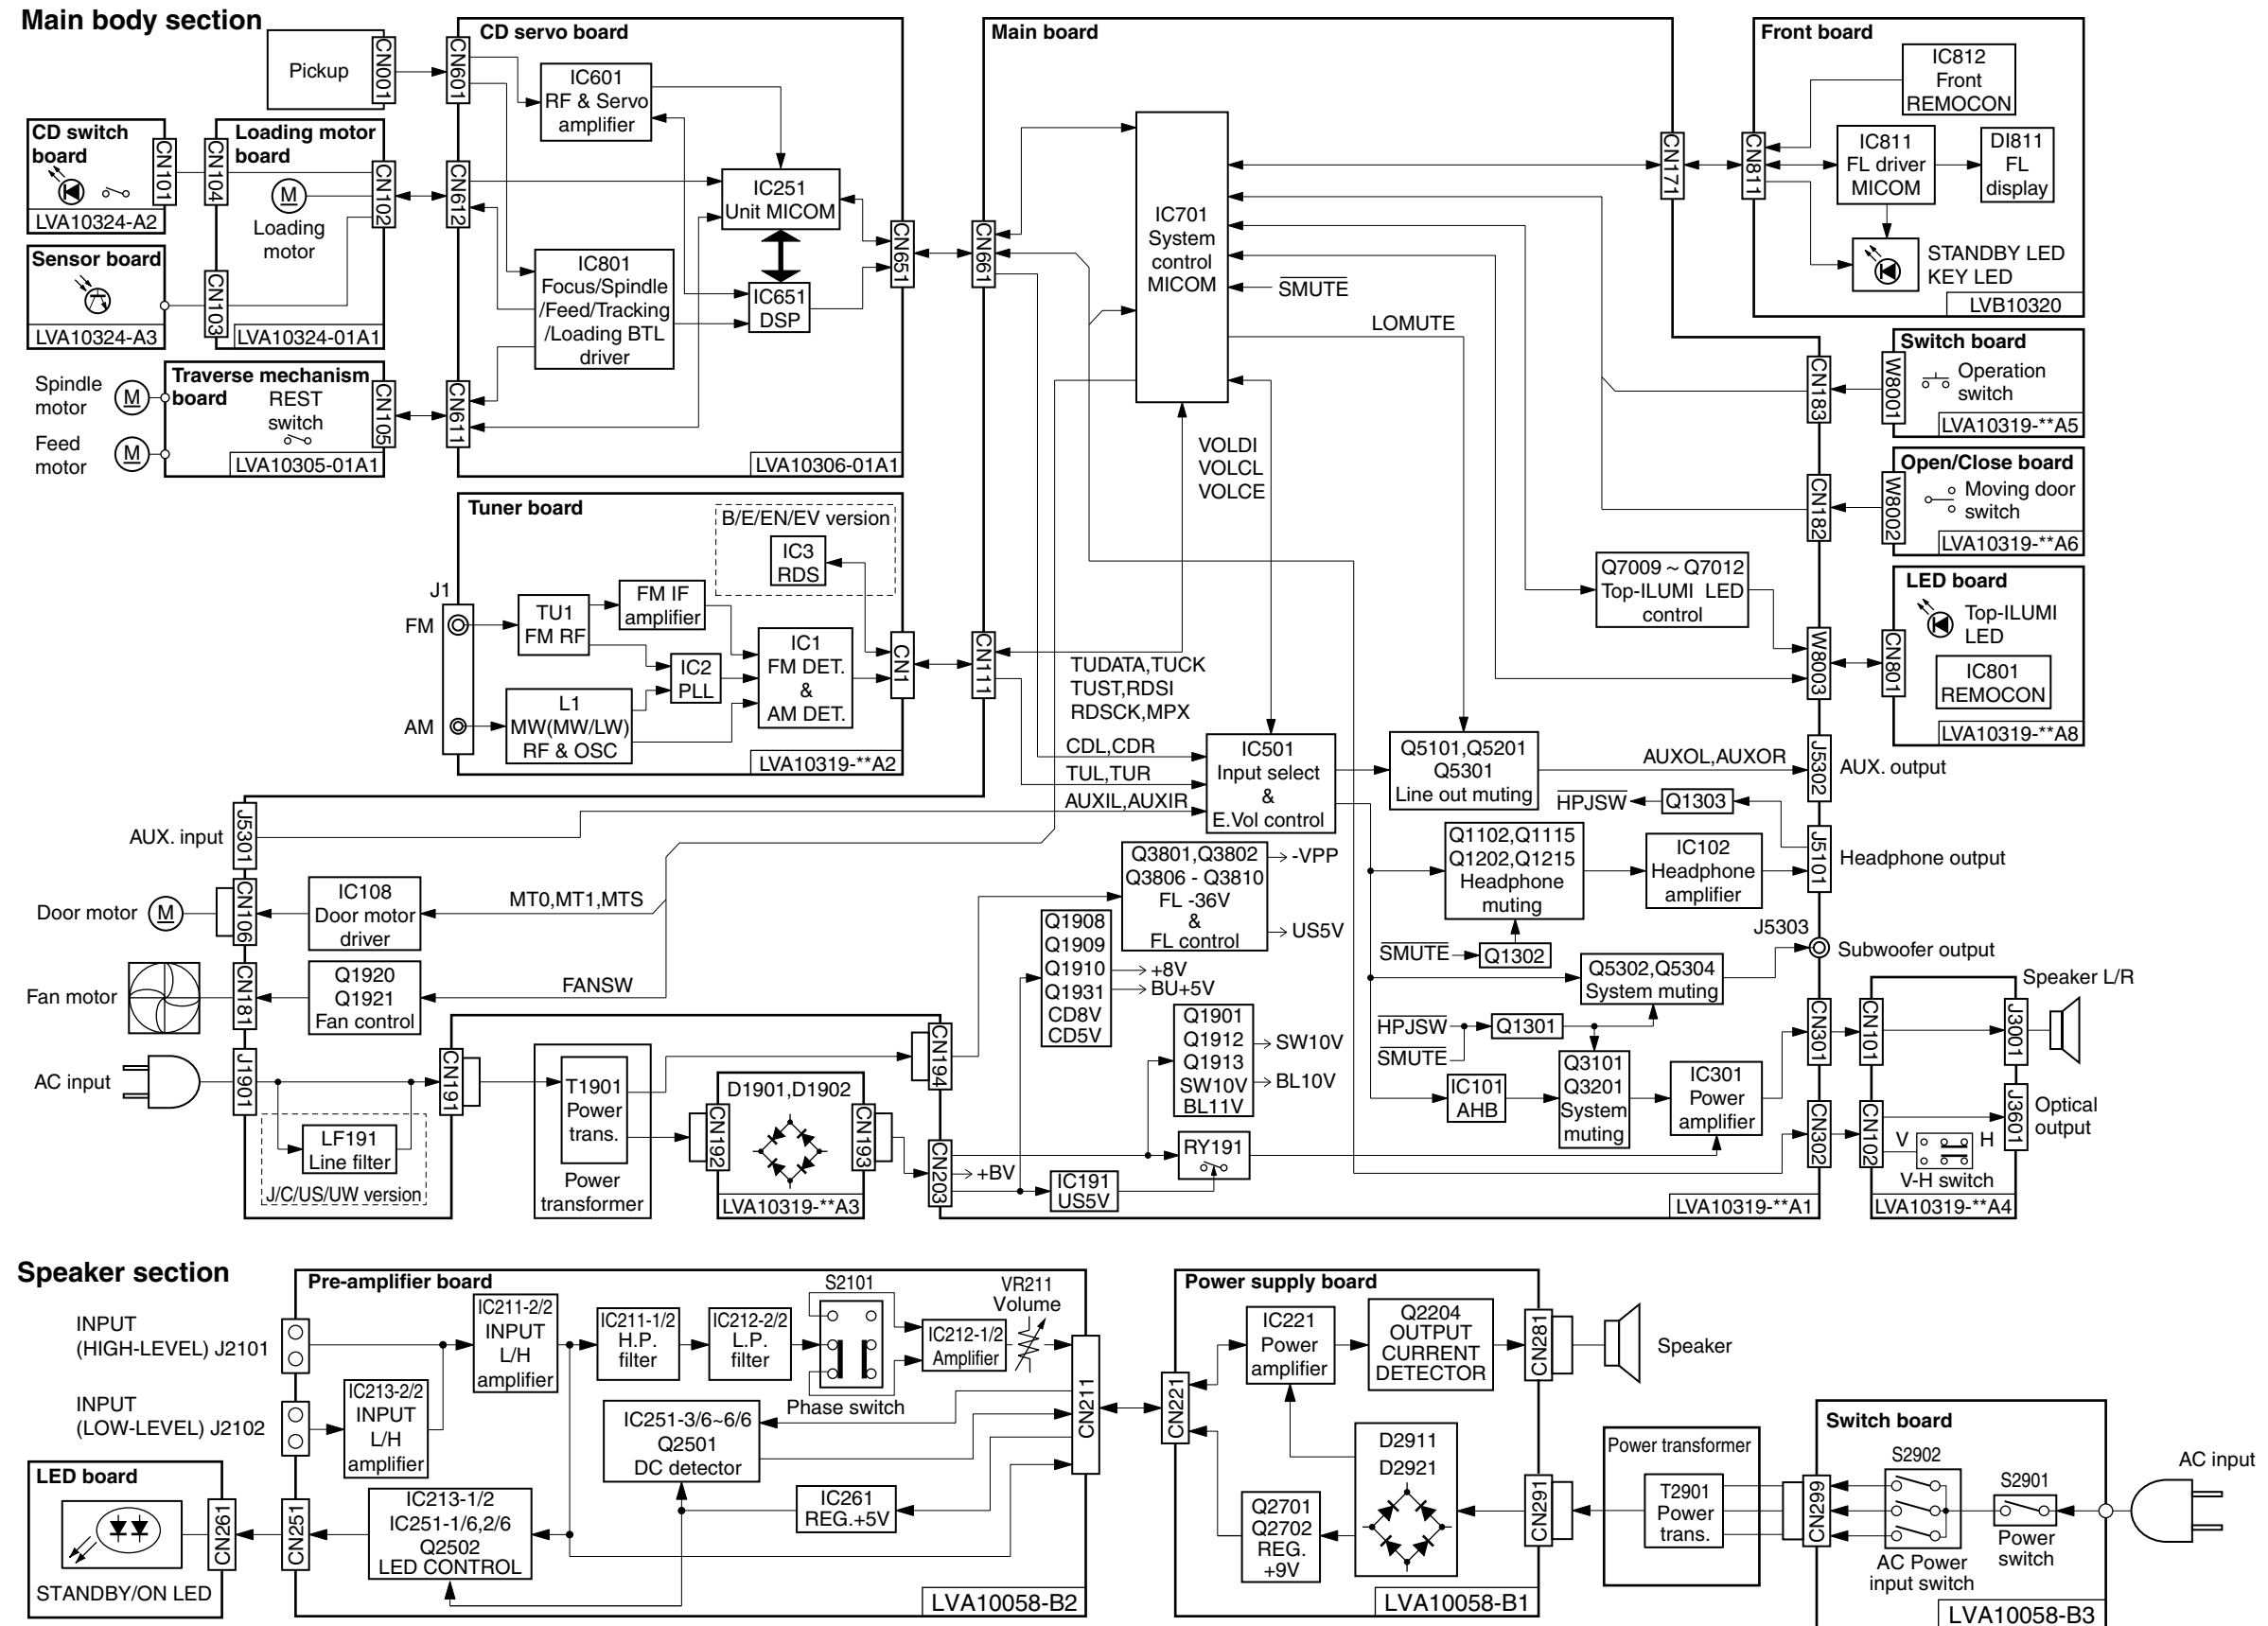 Main body section
Pickup
CN001
CD switch
board
CN101
LVA10324-A2
Sensor board
LVA10324-A3
Loading motor
board
CN104
CN102
M
Loading
motor
CN103
LVA10324-01A1
Spindle
motor
M
Feed
motor
M
Traverse mechanism
board
REST
switch
CN105
LVA10305-01A1
CD servo board
CN601
IC601
RF & Servo
amplifier
CN612
IC251
Unit MICOM
CN651
IC801
Focus/Spindle
/Feed/Tracking
/Loading BTL
driver
IC651
DSP
CN611
LVA10306-01A1
Tuner board
B/E/EN/EV version
IC3
RDS
J1
FM
AM
TU1
FM RF
FM IF
amplifier
IC2
PLL
IC1
FM DET.
&
AM DET.
L1
MW(MW/LW)
RF & OSC
CN1
LVA10319-**A2
Main board
CN661
CN111
IC701
System
control
MICOM
SMUTE
LOMUTE
VOLDI
VOLCL
VOLCE
CN171
TUDATA,TUCK
TUST,RDSI
RDSCK,MPX
CDL,CDR
TUL,TUR
AUXIL,AUXIR
IC501
Input select
&
E.Vol control
Q7009 ~ Q7012
Top-ILUMI LED
control
CN183
CN182
W8003
Front board
CN811
IC812
Front
REMOCON
IC811
FL driver
MICOM
DI811
FL
display
STANDBY LED
KEY LED
LVB10320
Switch board
W8001
Operation
switch
LVA10319-**A5
Open/Close board
W8002
Moving door
switch
LVA10319-**A6
LED board
CN801
Top-ILUMI
LED
IC801
REMOCON
LVA10319-**A8
Q5101,Q5201
Q5301
Line out muting
AUXOL,AUXOR
J5302
AUX. output
HPJSW
Q1303
Q1102,Q1115
Q1202,Q1215
Headphone
muting
IC102
Headphone
amplifier
J5101
Headphone output
SMUTE
Q1302
J5303
Subwoofer output
Q5302,Q5304
System muting
HPJSW
SMUTE
Q1301
IC101
AHB
Q3101
Q3201
System
muting
IC301
Power
amplifier
CN301
CN302
CN101
CN102
J3001
J3601
Speaker L/R
Optical
output
V
H
V-H switch
LVA10319-**A4
LVA10319-**A1
AUX. input
J5301
Door motor
M
CN106
IC108
Door motor
driver
MT0,MT1,MTS
Fan motor
CN181
Q1920
Q1921
Fan control
FANSW
AC input
J1901
LF191
Line filter
J/C/US/UW version
CN191
T1901
Power
trans.
Power
transformer
CN192
D1901,D1902
CN193
LVA10319-**A3
CN194
CN203
+BV
Q3801,Q3802
Q3806 - Q3810
FL -36V
&
FL control
-VPP
US5V
Q1908
Q1909
Q1910
Q1931
CD8V
CD5V
+8V
BU+5V
Q1901
Q1912
Q1913
SW10V
BL11V
SW10V
BL10V
RY191
IC191
US5V
Speaker section
Pre-amplifier board
INPUT
(HIGH-LEVEL) J2101
INPUT
(LOW-LEVEL) J2102
IC213-2/2
INPUT
L/H
amplifier
IC211-2/2
INPUT
L/H
amplifier
IC211-1/2
H.P.
filter
IC212-2/2
L.P.
filter
S2101
Phase switch
IC212-1/2
Amplifier
VR211
Volume
CN211
IC251-3/6~6/6
Q2501
DC detector
IC261
REG.+5V
IC213-1/2
IC251-1/6,2/6
Q2502
LED CONTROL
CN251
LED board
CN261
STANDBY/ON LED
LVA10058-B2
Power supply board
CN221
IC221
Power
amplifier
Q2204
OUTPUT
CURRENT
DETECTOR
CN281
Speaker
D2911
D2921
Q2701
Q2702
REG.
+9V
CN291
LVA10058-B1
Power transformer
T2901
Power
trans.
Switch board
CN299
S2902
AC Power
input switch
S2901
Power
switch
AC input
LVA10058-B3